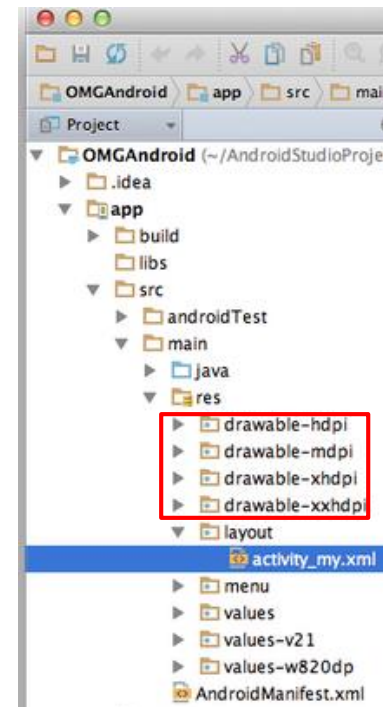 OMGAndroid app src mai
Project
OMGAndroid (~/AndroidStudioProje
.idea
app
build
libs
src
androidTest
main
java
res
drawable-hdpi
drawable-mdpi
drawable-xhdpi
drawable-xxhdpi
layout
activity_my.xml
menu
values
values-v21
values-w820dp
AndroidManifest.xml